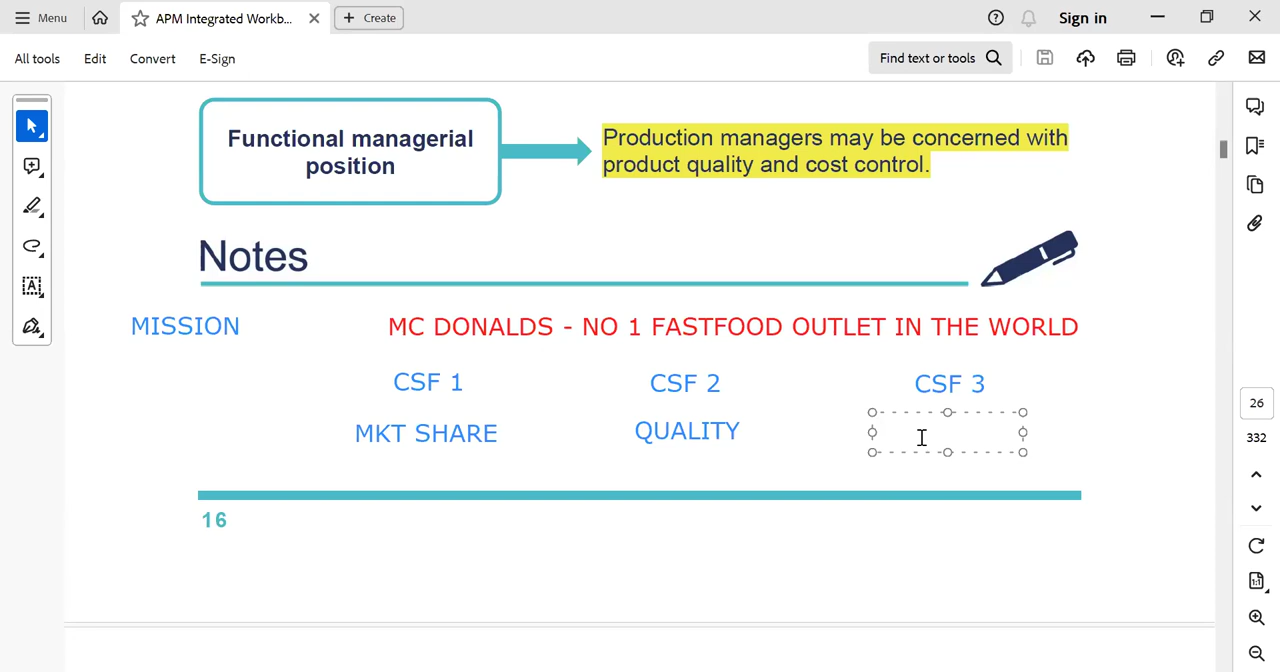 Menu
APM Integrated Workb...
Create
Sign in
All tools
Edit
Convert
E-Sign
Find text or tools
Functional managerial
position
Production managers may be concerned with
product quality and cost control.
Notes
MISSION
MC DONALDS - NO 1 FASTFOOD OUTLET IN THE WORLD
CSF 1
CSF 2
CSF 3
MKT SHARE
QUALITY
16
26
332